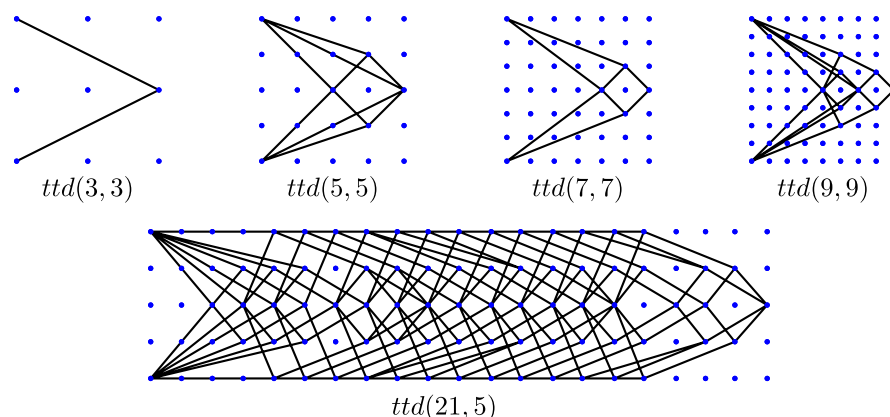 ttd(3, 3)
ttd(5, 5)
ttd(7, 7)
ttd(9, 9)
ttd(21, 5)